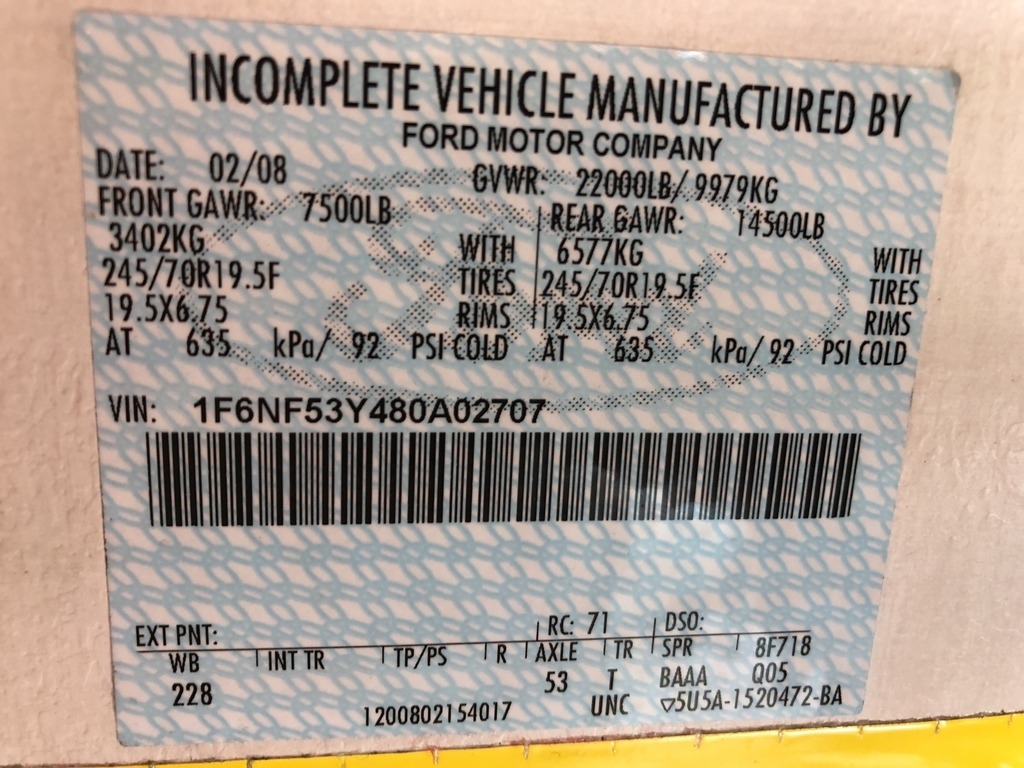 INCOMPLETE VEHICLE MANUFACTURED BY
FORD MOTOR COMPANY
DATE: 02/08 GVWR: 22000LB/ 9979KG
FRONT GAWR: 7500LB REAR GAWR: 14500LB
3402KG WITH 6577KG WITH
245/70R19.5F TIRES 245/70R19.5F TIRES
19.5X6.75 RIMS 19.5X6.75 RIMS
AT 635 kPa/ 92 PSI COLD AT 635 kPa/ 92 PSI COLD
VIN: 1F6NF53Y480A02707
EXT PNT: RC: 71 DSO:
WB INT TR TP/PS R AXLE TR SPR 8F718
228 53 T BAAA Q05
1200802154017 UNC ▽5U5A-1520472-BA